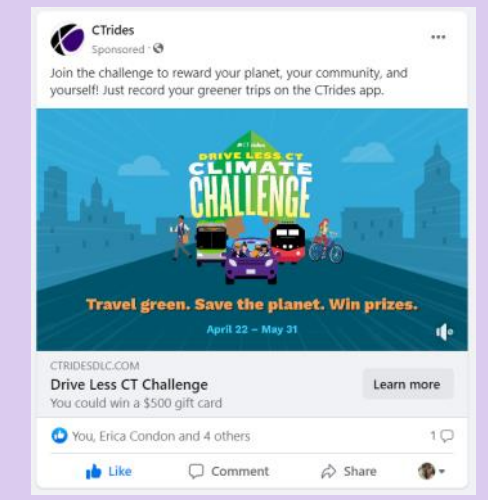 CTrides
Sponsored ·
Join the challenge to reward your planet, your community, and
yourself! Just record your greener trips on the CTrides app.
CTrides
DRIVE LESS CT
CLIMATE
CHALLENGE
Travel green. Save the planet. Win prizes.
April 22 – May 31
CTRIDESDLC.COM
Drive Less CT Challenge
Learn more
You could win a $500 gift card
You, Erica Condon and 4 others
1
Like
Comment
Share